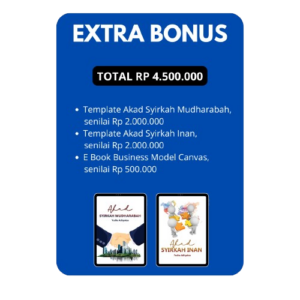 EXTRA BONUS
TOTAL RP 4.500.000
• Template Akad Syirkah Mudharabah,
senilai Rp 2.000.000
• Template Akad Syirkah Inan,
senilai Rp 2.000.000
• E Book Business Model Canvas,
senilai Rp 500.000
Akad
SYIRKAH MUDHARABAH
Akad
SYIRKAH INAN